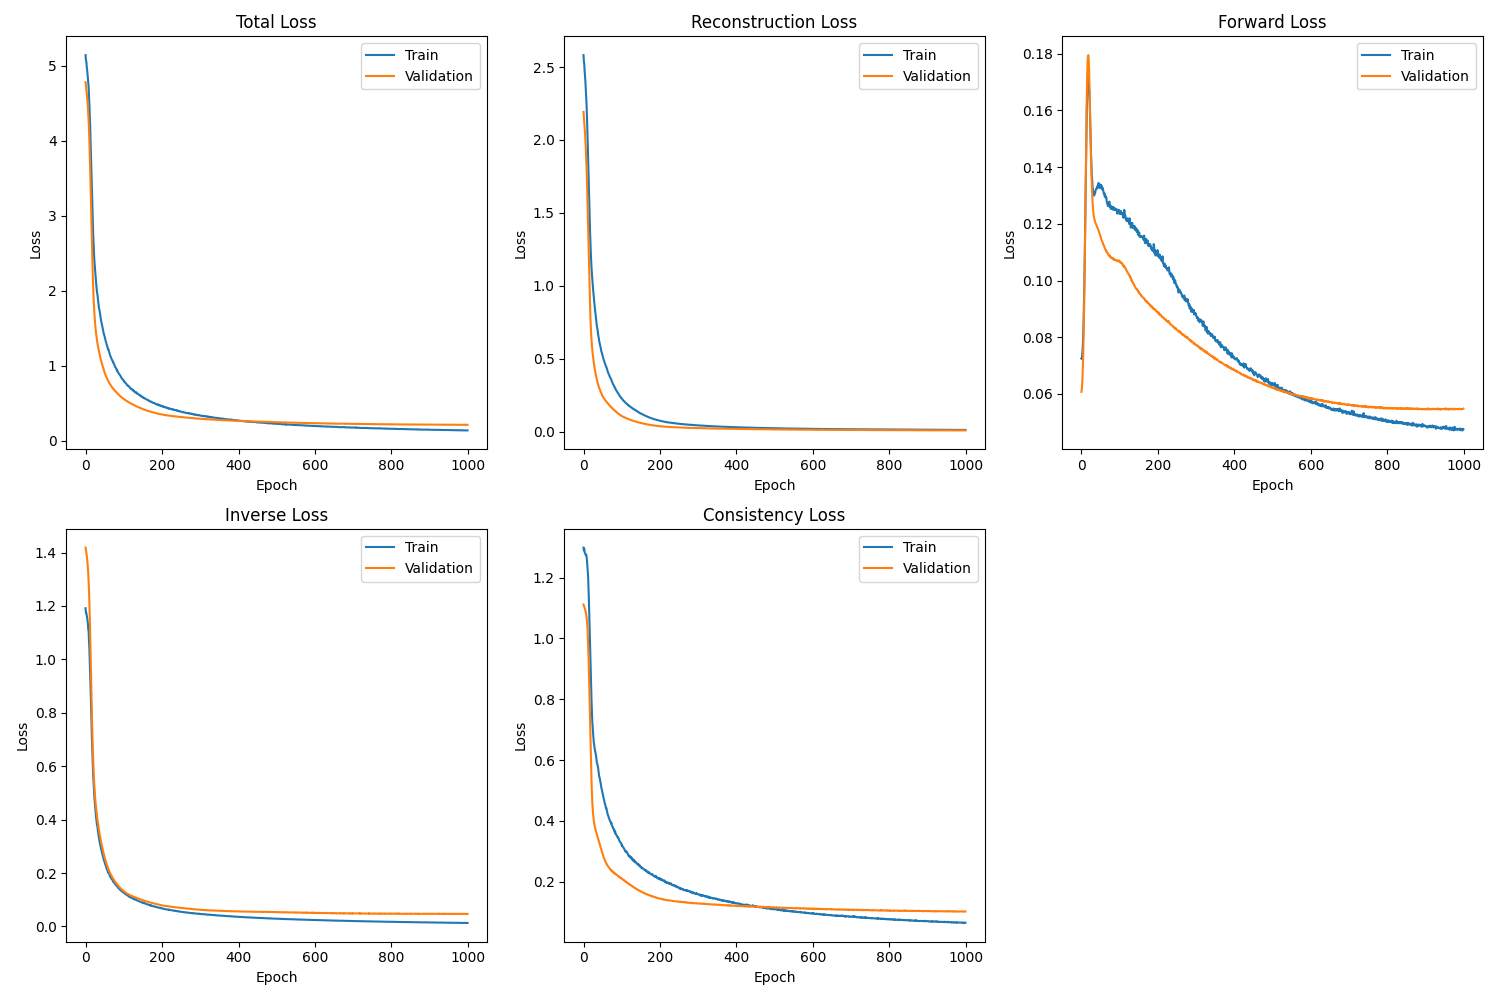 Total Loss
Train
Validation
5
4
3
2
1
0
Loss
0 200 400 600 800 1000
Epoch
Reconstruction Loss
Train
Validation
2.5
2.0
1.5
1.0
0.5
0.0
Loss
0 200 400 600 800 1000
Epoch
Forward Loss
Train
Validation
0.18
0.16
0.14
0.12
0.10
0.08
0.06
Loss
0 200 400 600 800 1000
Epoch
Inverse Loss
Train
Validation
1.4
1.2
1.0
0.8
0.6
0.4
0.2
0.0
Loss
0 200 400 600 800 1000
Epoch
Consistency Loss
Train
Validation
1.2
1.0
0.8
0.6
0.4
0.2
Loss
0 200 400 600 800 1000
Epoch